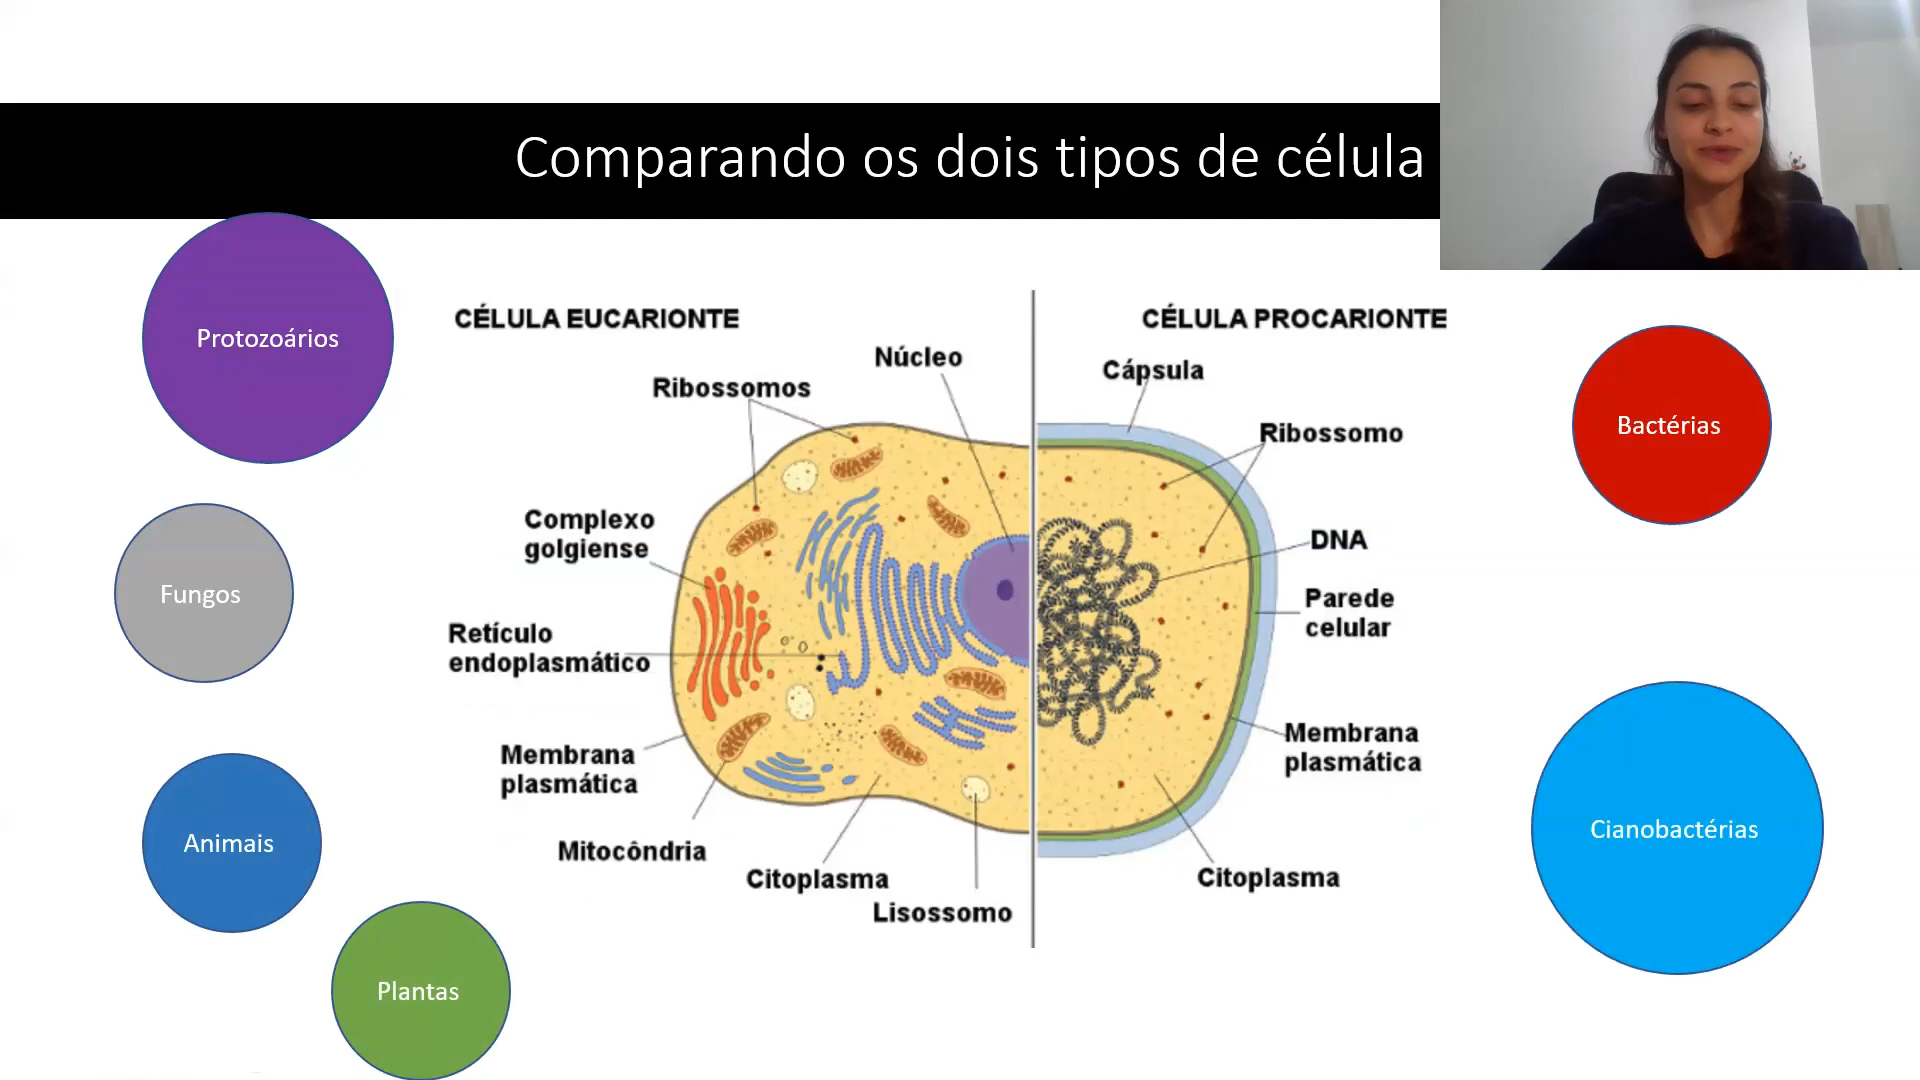 Comparando os dois tipos de célula
Protozoários
Fungos
Animais
Plantas
CÉLULA EUCARIONTE
Núcleo
Ribossomos
Complexo
golgiense
Retículo
endoplasmático
Membrana
plasmática
Mitocôndria
Citoplasma
Lisossomo
CÉLULA PROCARIONTE
Cápsula
Ribossomo
DNA
Parede
celular
Membrana
plasmática
Citoplasma
Bactérias
Cianobactérias